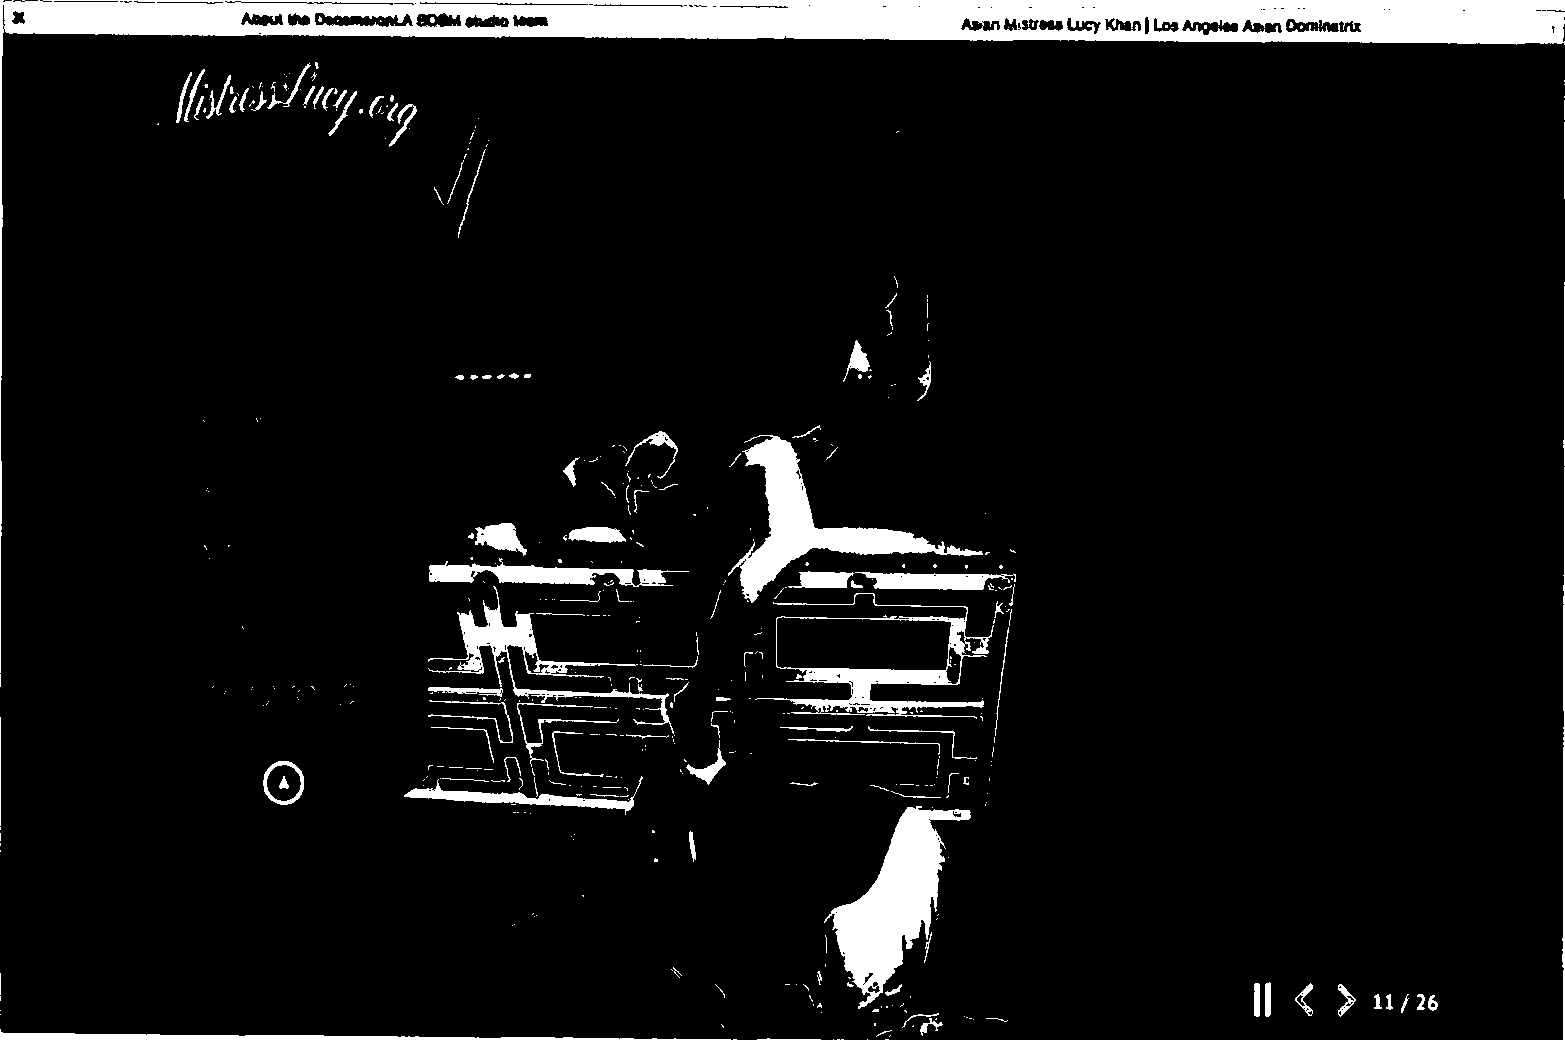 About the DecameronLA BDSM studio team
Asian Mistress Lucy Khan | Los Angeles Asian Dominatrix
MistressLucy.org
11 / 26